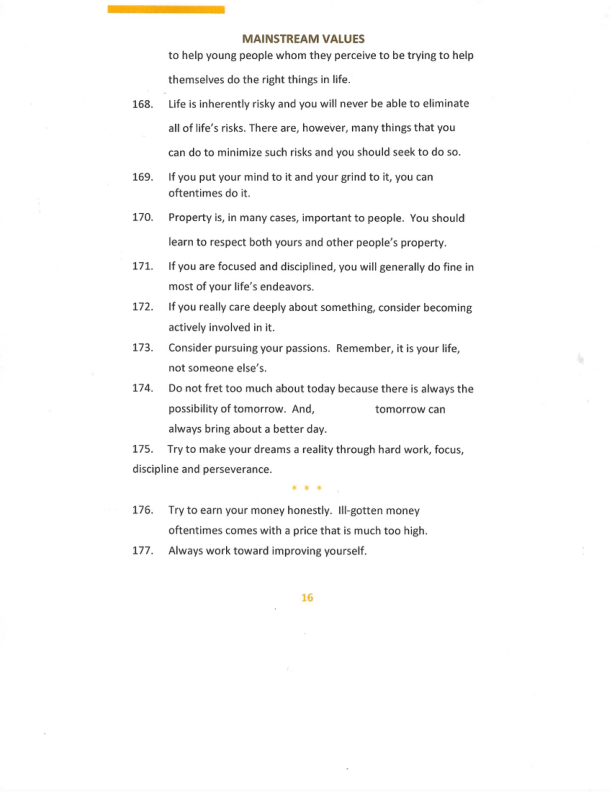 MAINSTREAM VALUES
to help young people whom they perceive to be trying to help
themselves do the right things in life.
168. Life is inherently risky and you will never be able to eliminate
all of life's risks. There are, however, many things that you
can do to minimize such risks and you should seek to do so.
169. If you put your mind to it and your grind to it, you can
oftentimes do it.
170. Property is, in many cases, important to people. You should
learn to respect both yours and other people's property.
171. If you are focused and disciplined, you will generally do fine in
most of your life's endeavors.
172. If you really care deeply about something, consider becoming
actively involved in it.
173. Consider pursuing your passions. Remember, it is your life,
not someone else's.
174. Do not fret too much about today because there is always the
possibility of tomorrow. And, tomorrow can
always bring about a better day.
175. Try to make your dreams a reality through hard work, focus,
discipline and perseverance.
* * *
176. Try to earn your money honestly. Ill-gotten money
oftentimes comes with a price that is much too high.
177. Always work toward improving yourself.
16